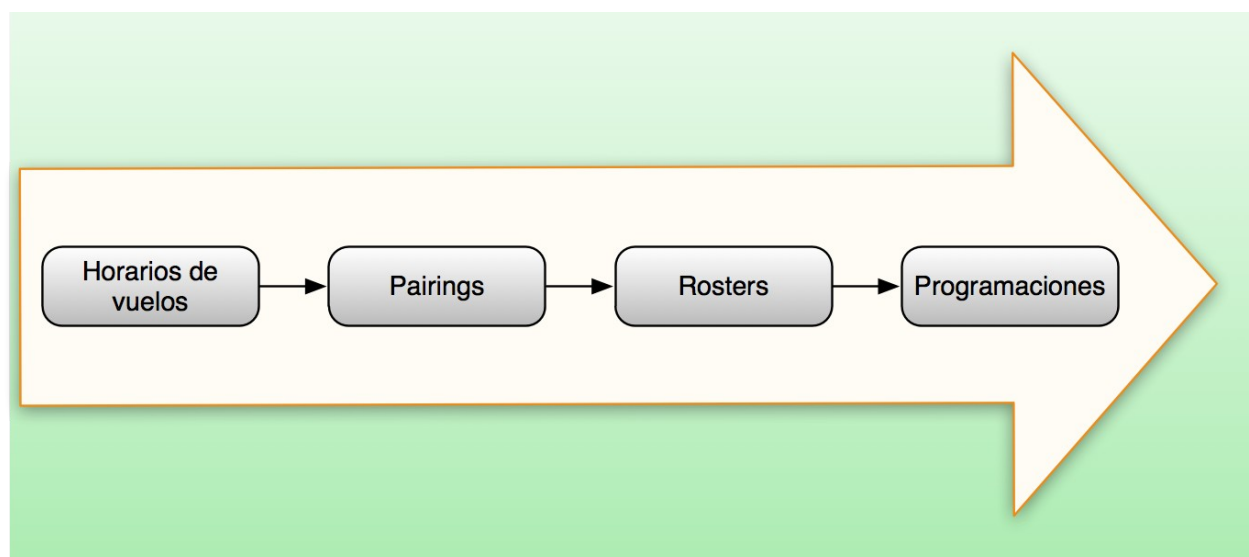 Horarios de
vuelos
Pairings
Rosters
Programaciones